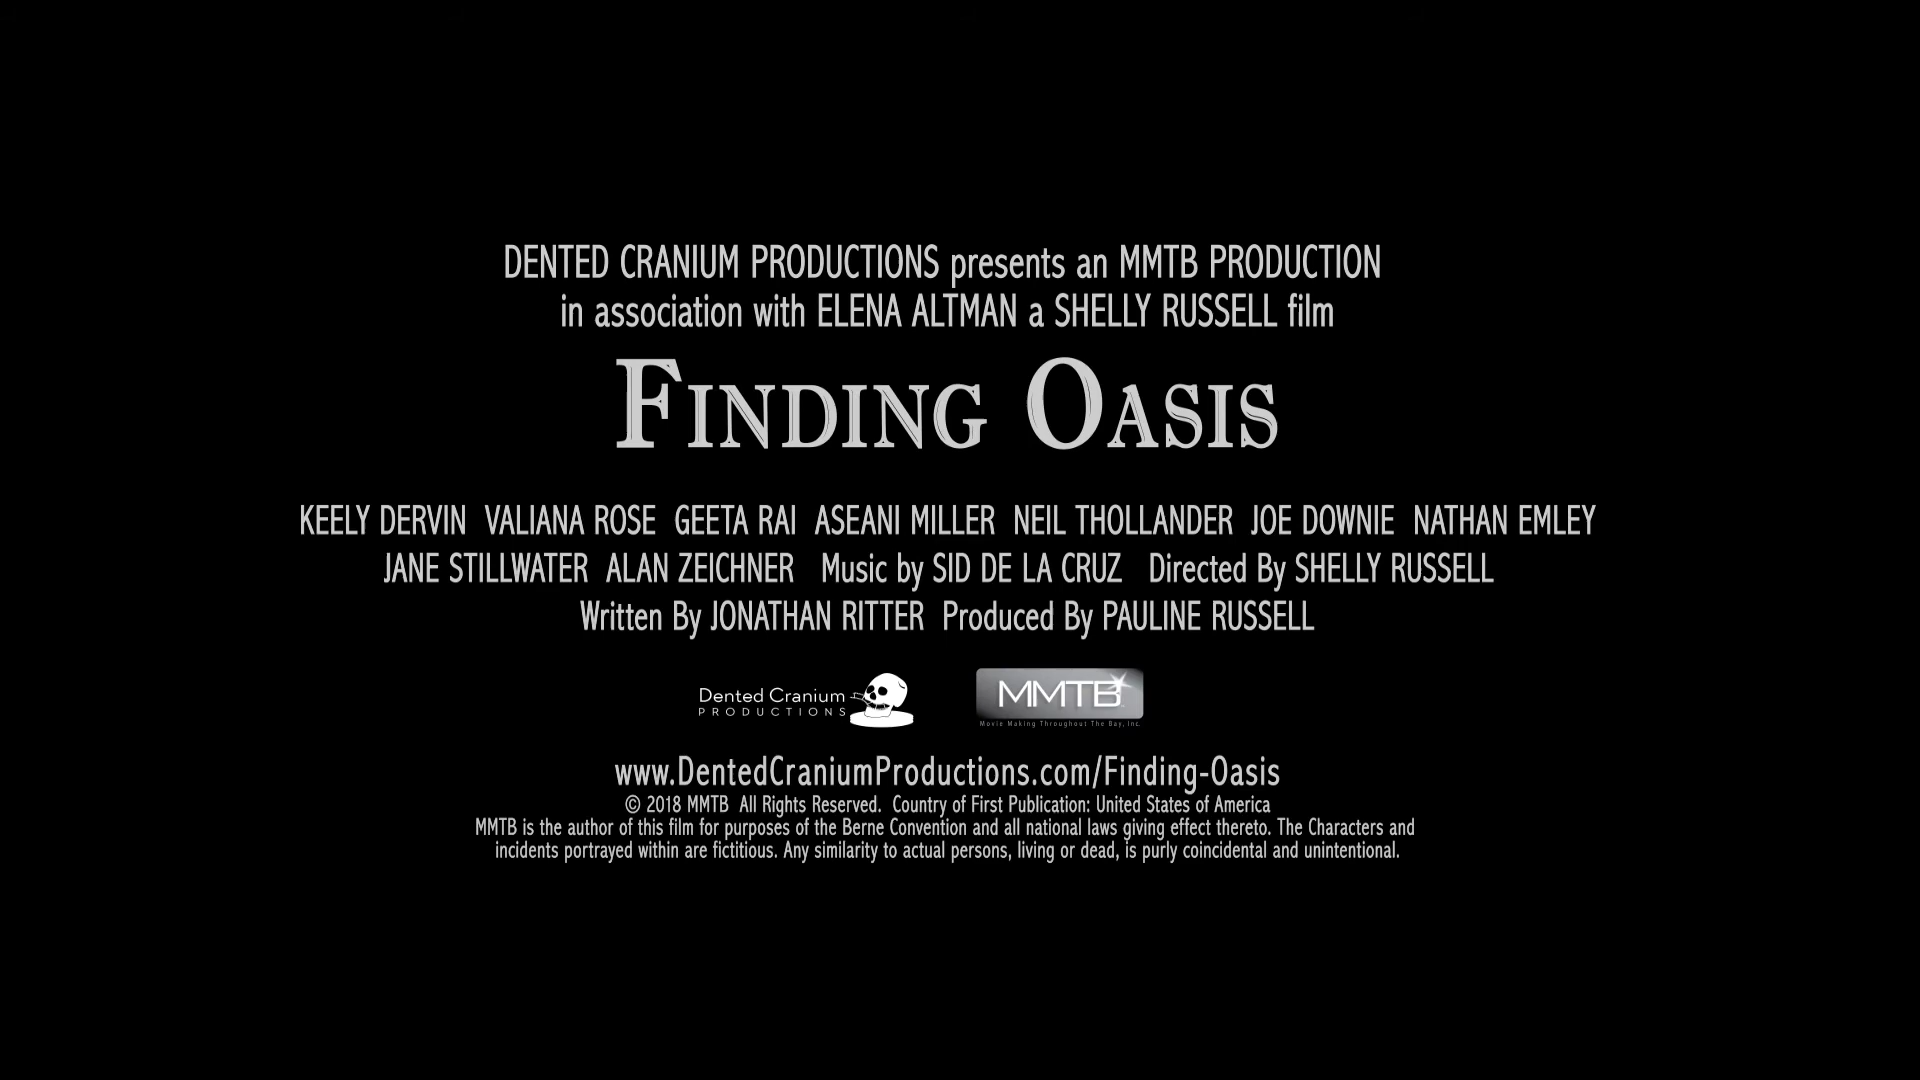 DENTED CRANIUM PRODUCTIONS presents an MMTB PRODUCTION
in association with ELENA ALTMAN a SHELLY RUSSELL film
FINDING OASIS
KEELY DERVIN VALIANA ROSE GEETA RAI ASEANI MILLER NEIL THOLLANDER JOE DOWNIE NATHAN EMLEY
JANE STILLWATER ALAN ZEICHNER Music by SID DE LA CRUZ Directed By SHELLY RUSSELL
Written By JONATHAN RITTER Produced By PAULINE RUSSELL
Dented Cranium
PRODUCTIONS
MMTB
Movie Making Throughout The Bay, Inc.
www.DentedCraniumProductions.com/Finding-Oasis
© 2018 MMTB All Rights Reserved. Country of First Publication: United States of America
MMTB is the author of this film for purposes of the Berne Convention and all national laws giving effect thereto. The Characters and
incidents portrayed within are fictitious. Any similarity to actual persons, living or dead, is purly coincidental and unintentional.